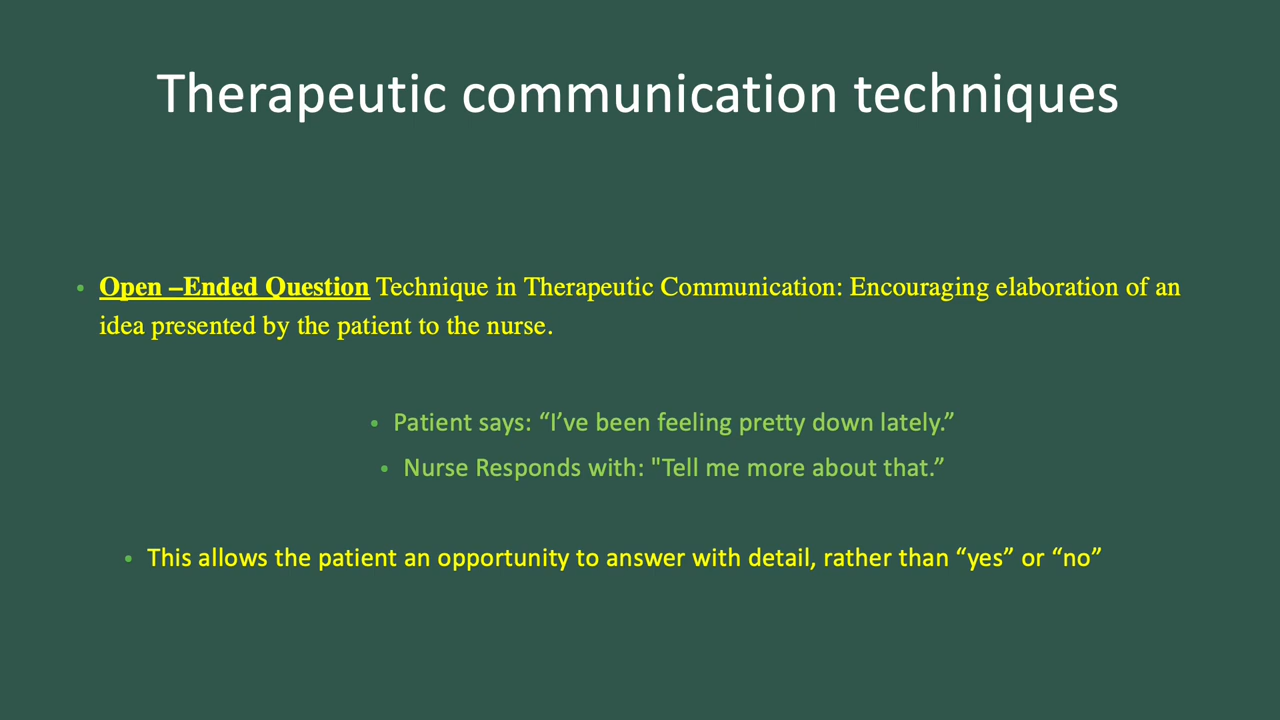 Therapeutic communication techniques
• Open –Ended Question Technique in Therapeutic Communication: Encouraging elaboration of an
idea presented by the patient to the nurse.
• Patient says: “I’ve been feeling pretty down lately.”
• Nurse Responds with: "Tell me more about that.”
• This allows the patient an opportunity to answer with detail, rather than “yes” or “no”